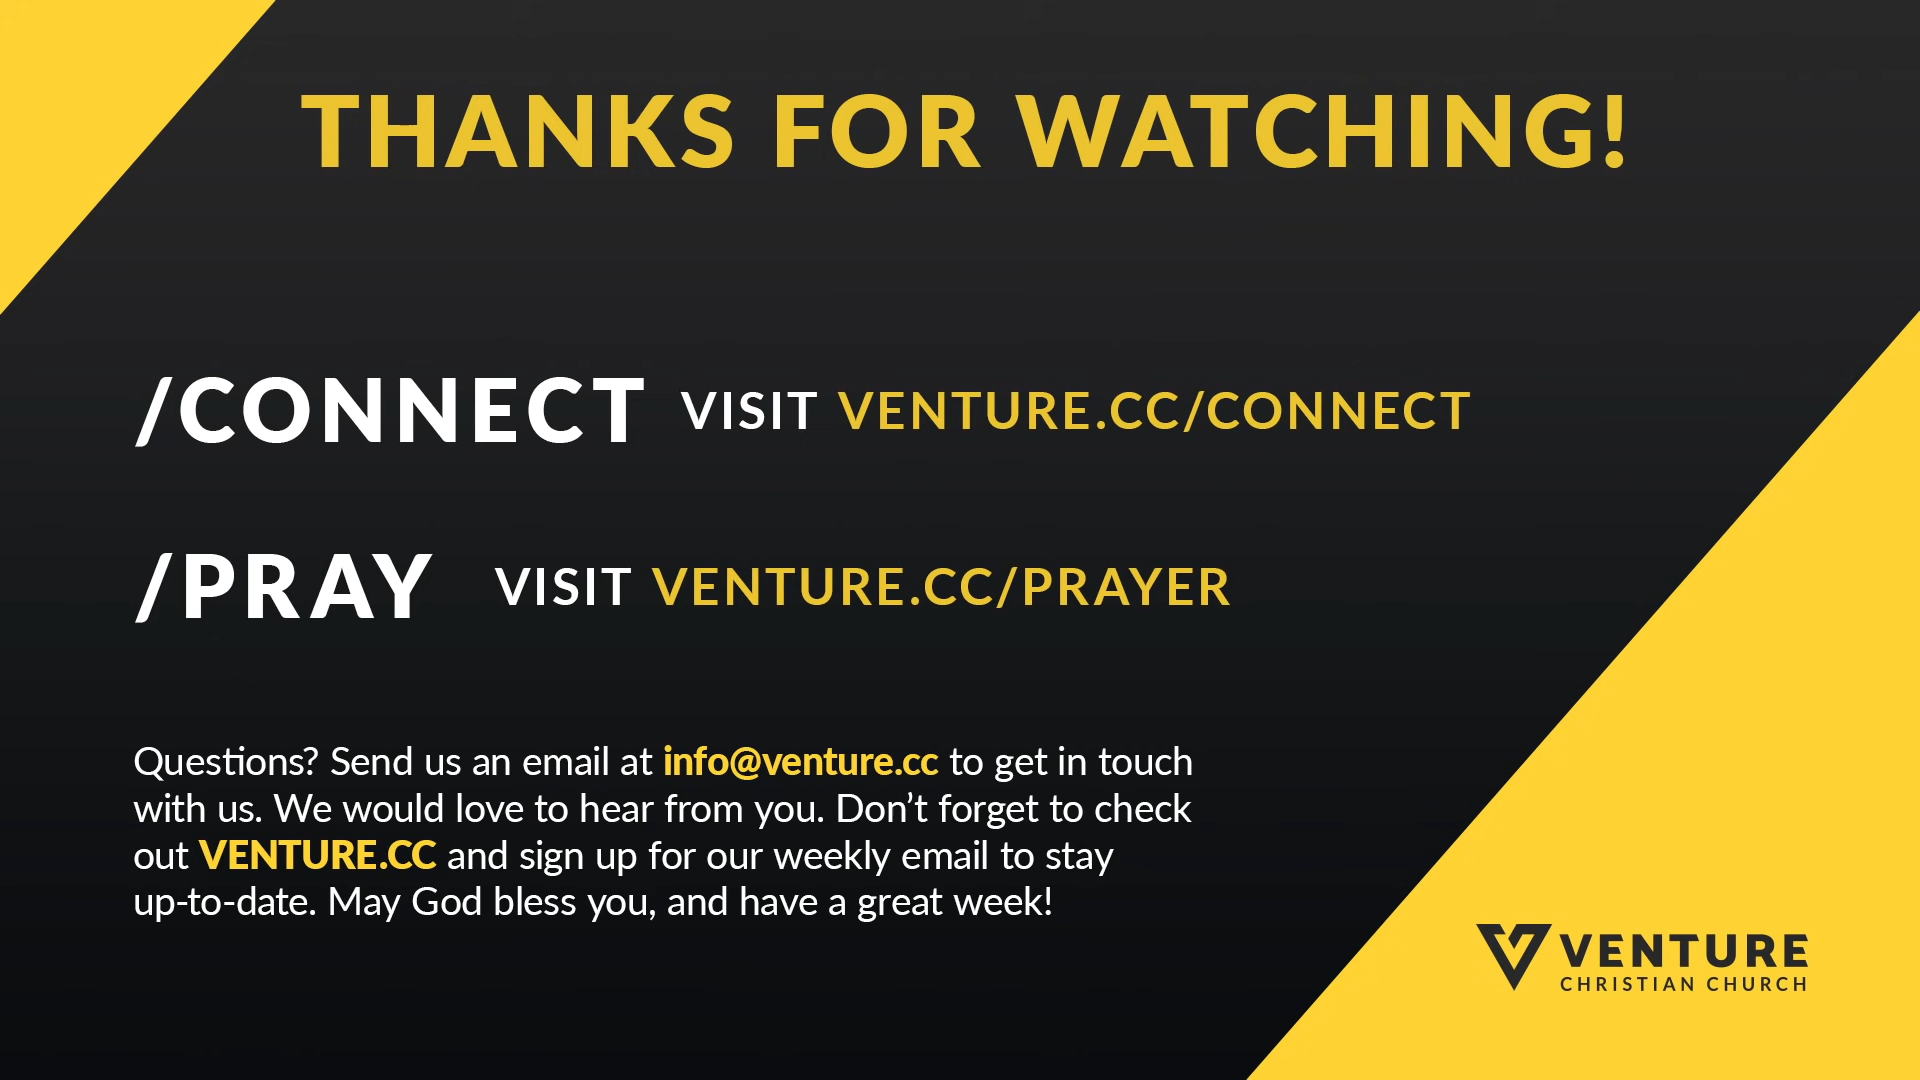 THANKS FOR WATCHING!
/CONNECT VISIT VENTURE.CC/CONNECT
/PRAY VISIT VENTURE.CC/PRAYER
Questions? Send us an email at info@venture.cc to get in touch
with us. We would love to hear from you. Don’t forget to check
out VENTURE.CC and sign up for our weekly email to stay
up-to-date. May God bless you, and have a great week!
VENTURE
CHRISTIAN CHURCH